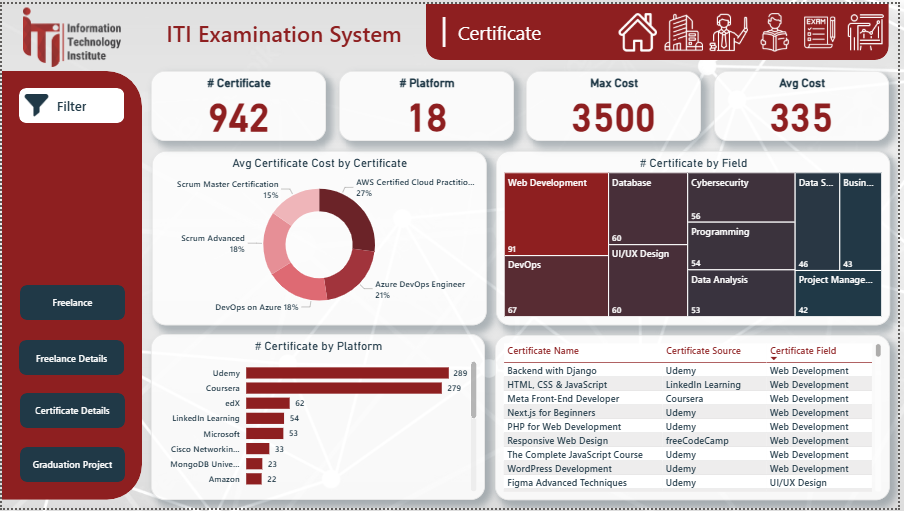 Information
Technology
Institute
iTi
ITI Examination System
Certificate
EXAM
Filter
# Certificate
942
# Platform
18
Max Cost
3500
Avg Cost
335
Avg Certificate Cost by Certificate
AWS Certified Cloud Practitio...
27%
Scrum Master Certification
15%
Scrum Advanced
18%
Azure DevOps Engineer
21%
DevOps on Azure 18%
# Certificate by Field
Web Development
91
DevOps
67
Database
60
UI/UX Design
60
Cybersecurity
56
Programming
54
Data Analysis
53
Data S...
46
Busin...
43
Project Manage...
42
Freelance
Freelance Details
Certificate Details
Graduation Project
# Certificate by Platform
Udemy 289
Coursera 279
edX 62
LinkedIn Learning 54
Microsoft 53
Cisco Networkin... 33
MongoDB Unive... 23
Amazon 22
Certificate Name Certificate Source Certificate Field
Backend with Django Udemy Web Development
HTML, CSS & JavaScript LinkedIn Learning Web Development
Meta Front-End Developer Coursera Web Development
Next.js for Beginners Udemy Web Development
PHP for Web Development Udemy Web Development
Responsive Web Design freeCodeCamp Web Development
The Complete JavaScript Course Udemy Web Development
WordPress Development Udemy Web Development
Figma Advanced Techniques Udemy UI/UX Design